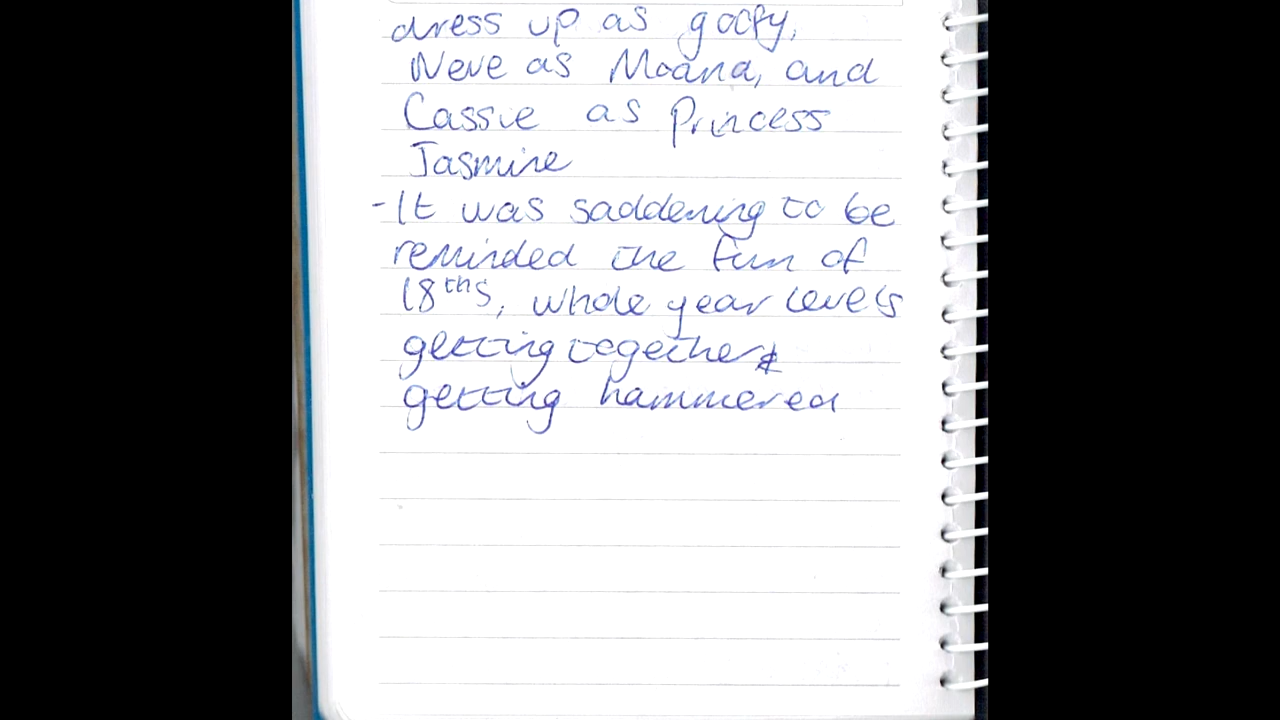 dress up as goofy,
Neve as Moana, and
Cassie as Princess
Jasmine
- It was saddening to be
reminded the fun of
18ths, whole year levels
getting together &
getting hammered